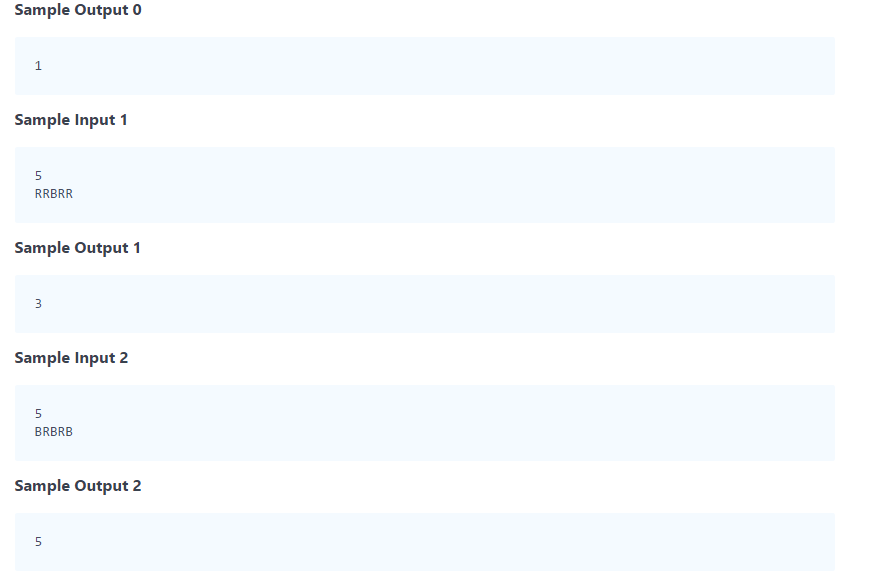 Sample Output 0
1
Sample Input 1
5
RRBRR
Sample Output 1
3
Sample Input 2
5
BRBRB
Sample Output 2
5